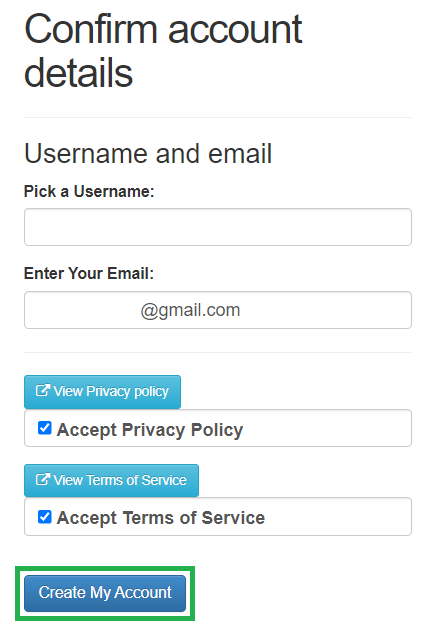 Confirm account
details
Username and email
Pick a Username:
Enter Your Email:
@gmail.com
View Privacy policy
Accept Privacy Policy
View Terms of Service
Accept Terms of Service
Create My Account